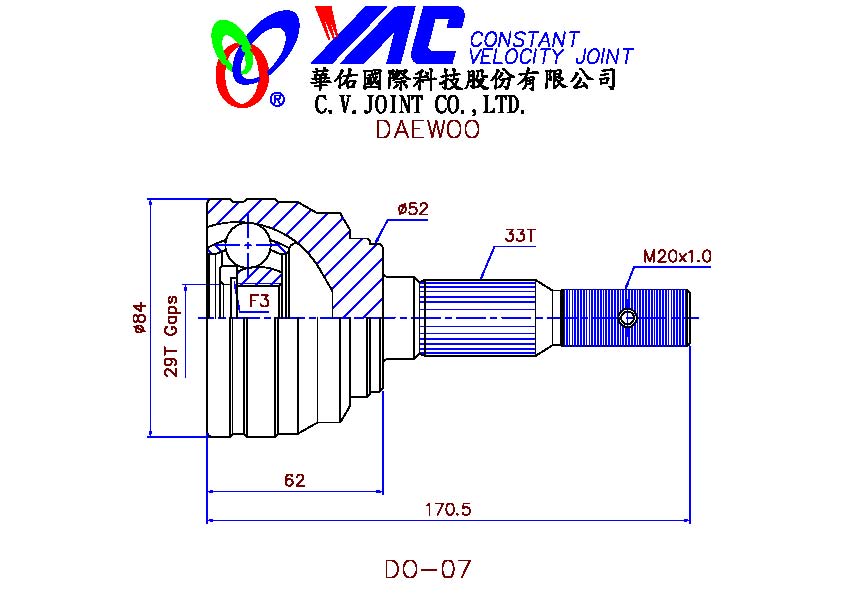 YAC CONSTANT
VELOCITY JOINT
®
華佑國際科技股份有限公司
C.V.JOINT CO.,LTD.
DAEWOO
ø52
33T
M20x1.0
F3
ø84
29T Gaps
62
170.5
DO-07